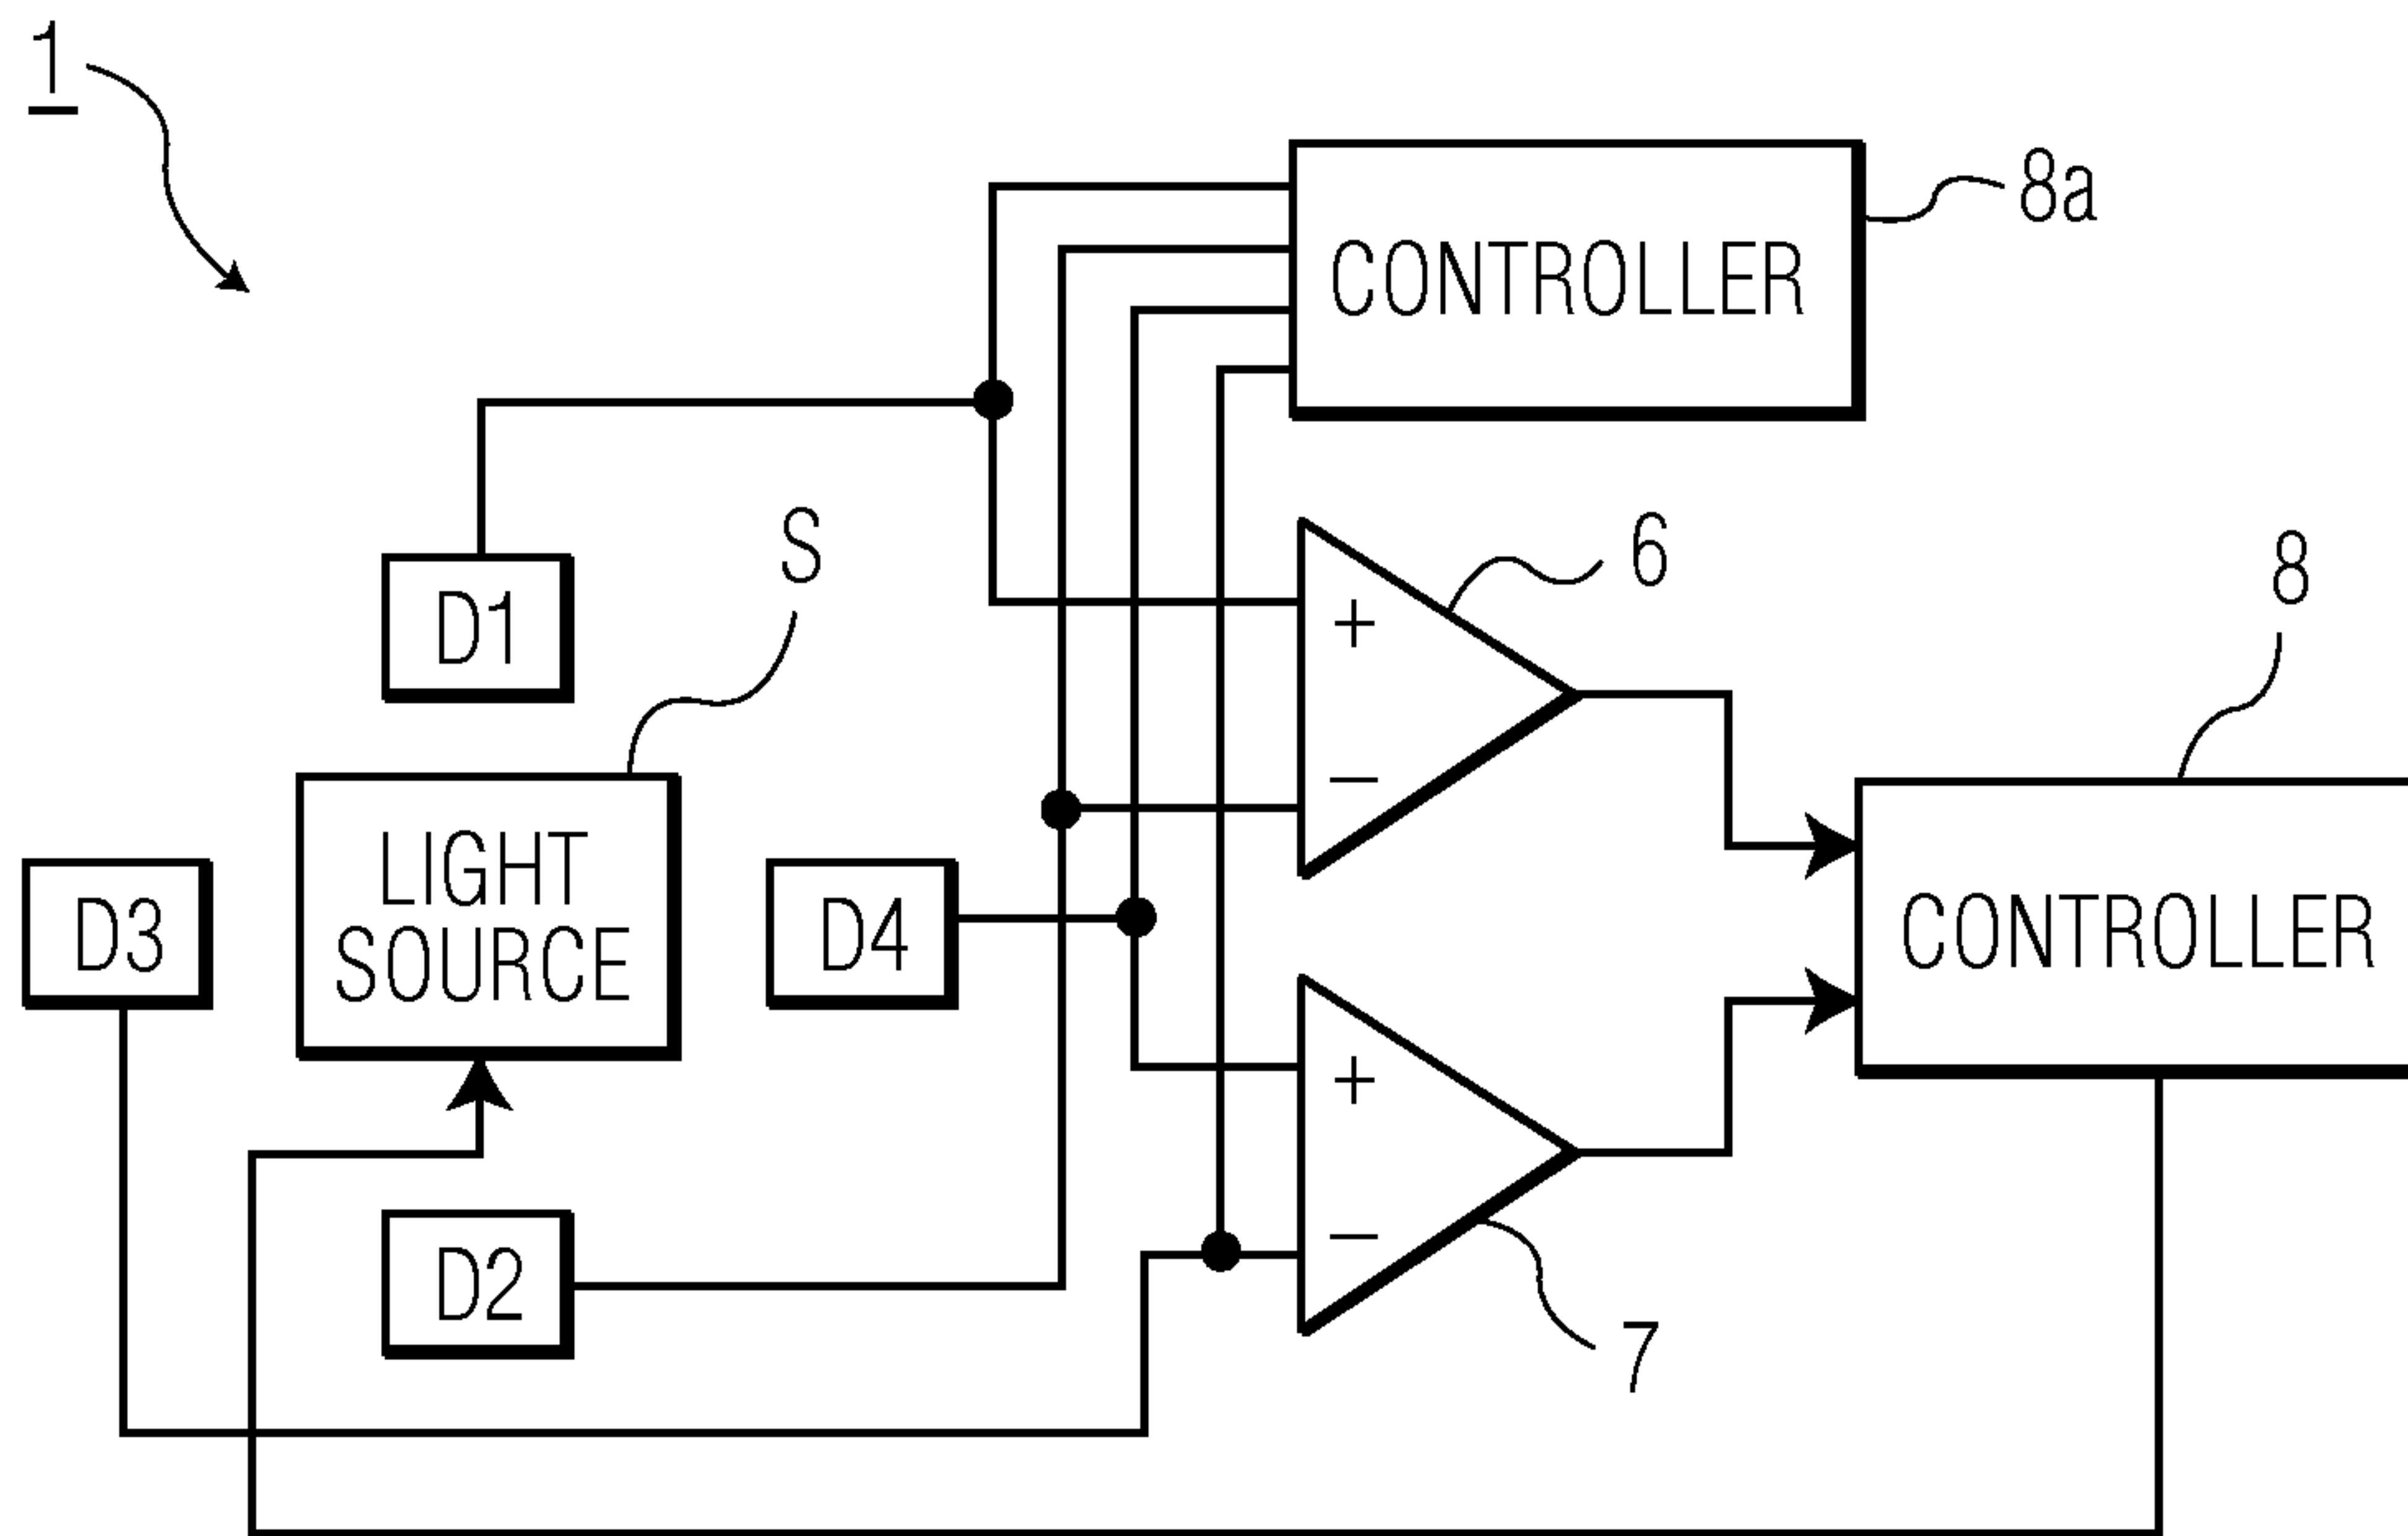 1
CONTROLLER
8a
D1
S
6
8
+
−
LIGHT
SOURCE
D3
D4
CONTROLLER
+
−
D2
7